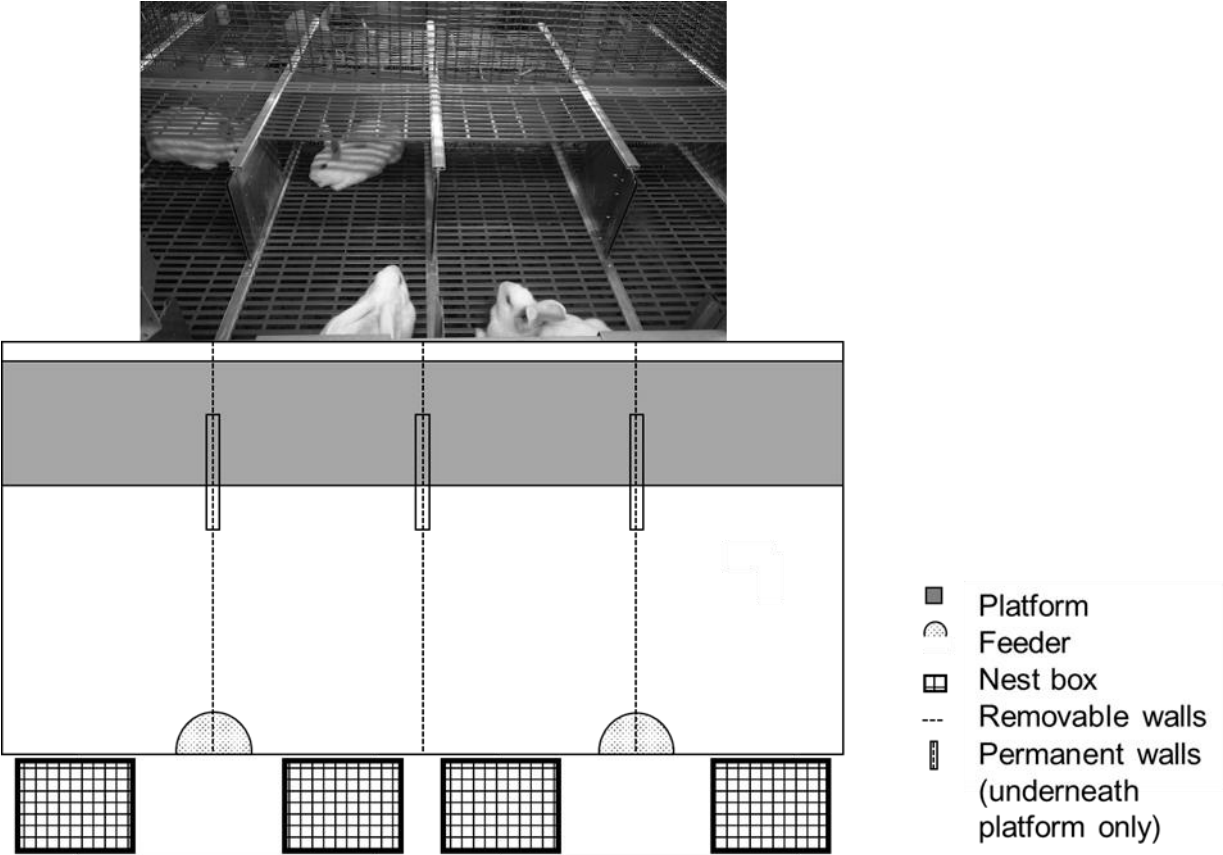 Platform
Feeder
Nest box
Removable walls
Permanent walls
(underneath
platform only)